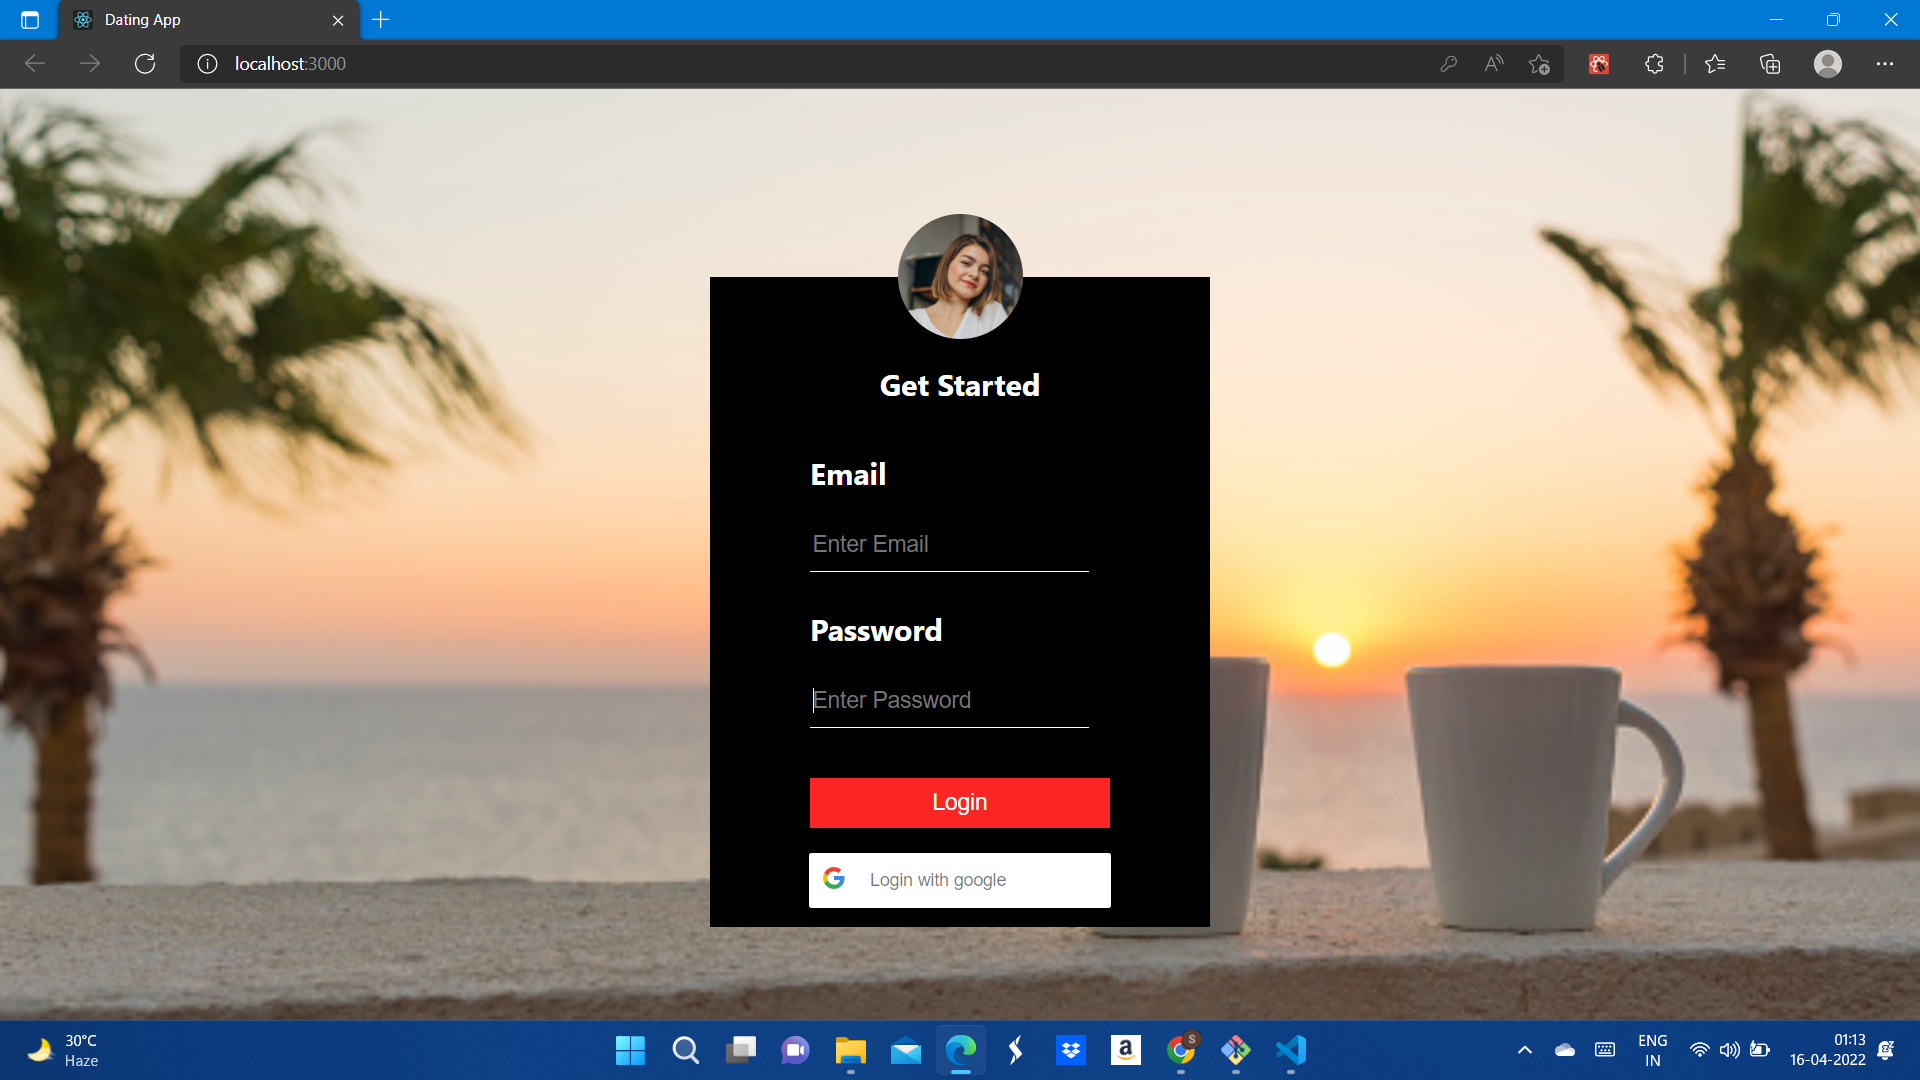 Dating App
localhost:3000
Get Started
Email
Enter Email
Password
Enter Password
Login
Login with google
30°C
Haze
S
a
ENG
IN
01:13
16-04-2022